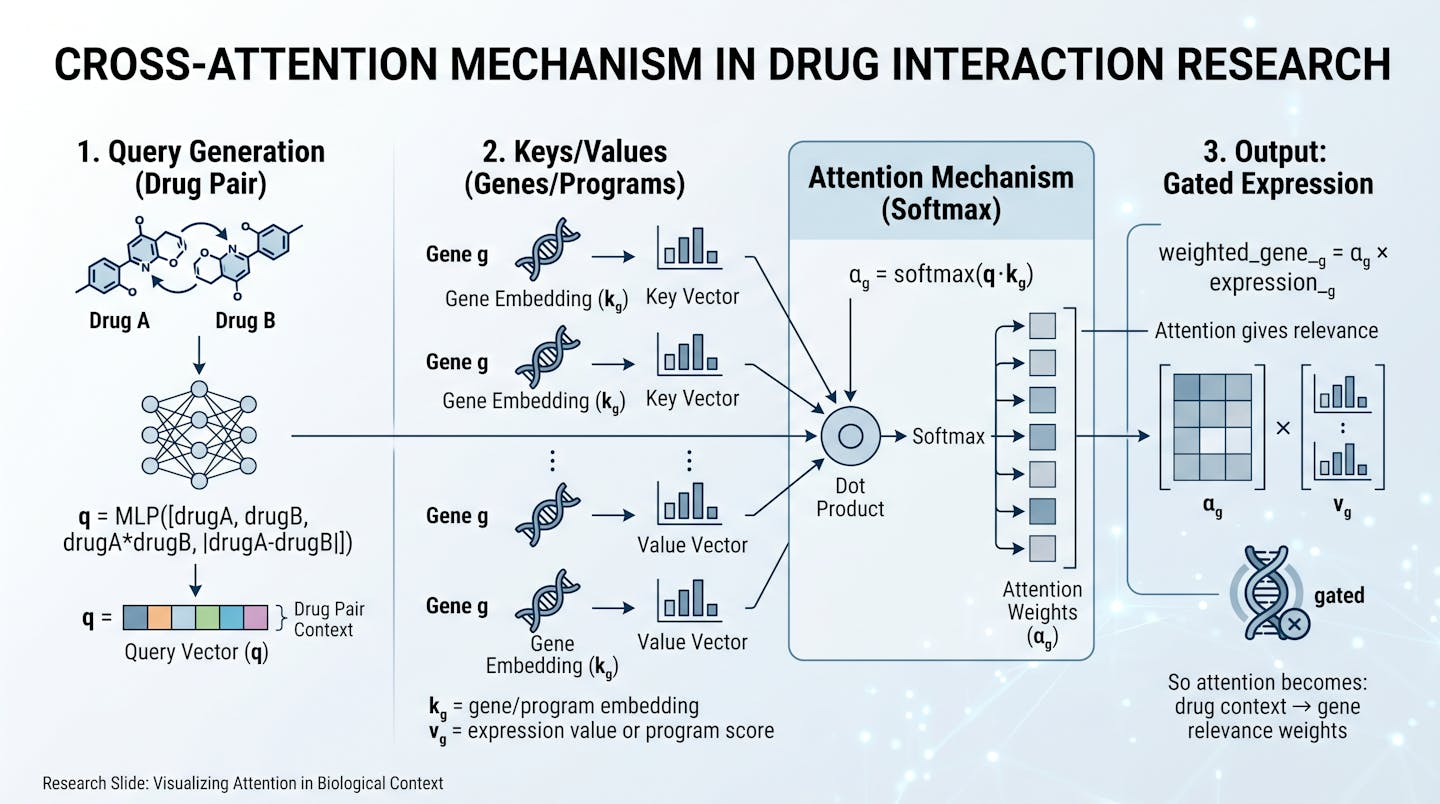 CROSS-ATTENTION MECHANISM IN DRUG INTERACTION RESEARCH
1. Query Generation
(Drug Pair)
N
O
O
O
O
N
O
O
Drug A
Drug B
q = MLP([drugA, drugB,
drugA*drugB, |drugA-drugB|])
q =
Drug Pair
Context
Query Vector (q)
2. Keys/Values
(Genes/Programs)
Gene g
Gene Embedding (kg)
Key Vector
Gene g
Gene Embedding (kg)
Key Vector
⋮
⋮
Gene g
Value Vector
Gene g
Gene
Embedding (kg)
Value Vector
kg = gene/program embedding
vg = expression value or program score
Attention Mechanism
(Softmax)
αg = softmax(q·kg)
Dot
Product
Softmax
Attention
Weights
(αg)
3. Output:
Gated Expression
weighted_gene_g = αg ×
expression_g
Attention gives relevance
×
⋮
αg
vg
gated
×
So attention becomes:
drug context → gene
relevance weights
Research Slide: Visualizing Attention in Biological Context